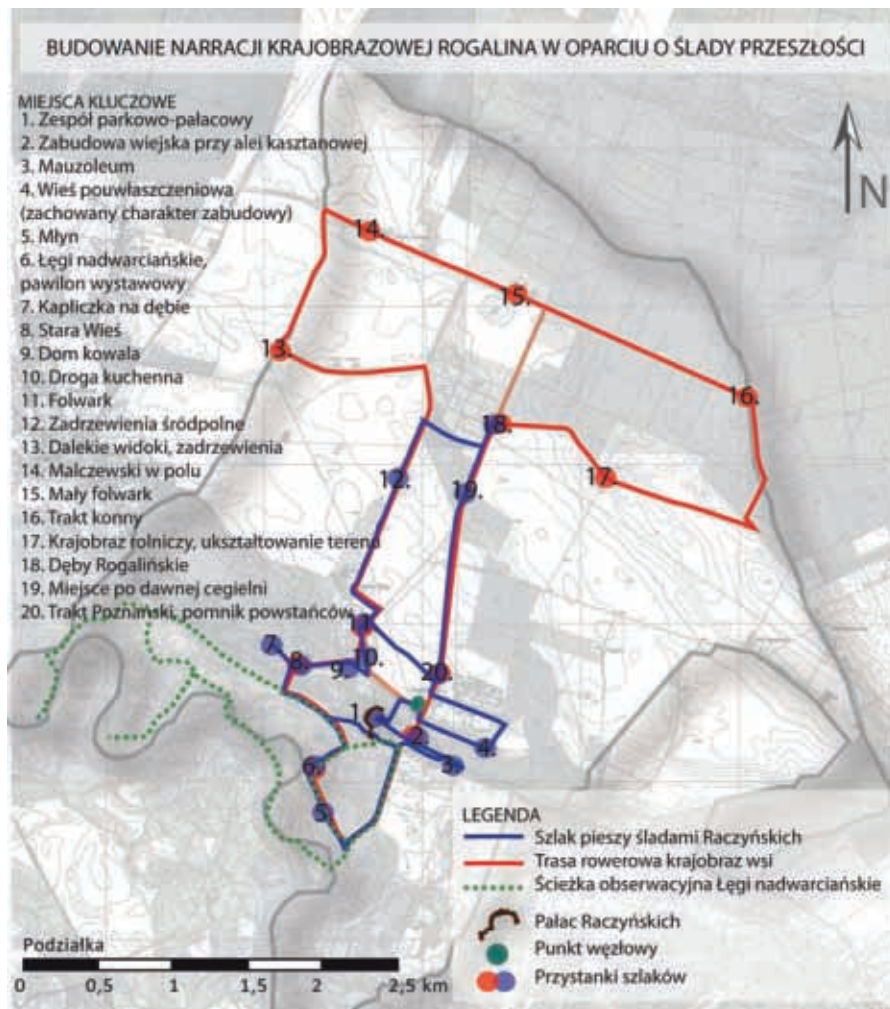 BUDOWANIE NARRACJI KRAJOBRAZOWEJ ROGALINA W OPARCIU O ŚLADY PRZESZŁOŚCI
MIEJSCA KLUCZOWE
1. Zespół parkowo-pałacowy
2. Zabudowa wiejska przy alei kasztanowej
3. Mauzoleum
4. Wieś pouwłaszczeniowa
(zachowany charakter zabudowy)
5. Młyn
6. Łęgi nadwarciańskie,
pawilon wystawowy
7. Kapliczka na dębie
8. Stara Wieś
9. Dom kowala
10. Droga kuchenna
11. Folwark
12. Zadrzewienia śródpolne
13. Dalekie widoki, zadrzewienia
14. Malczewski w polu
15. Mały folwark
16. Trakt konny
17. Krajobraz rolniczy, ukształtowanie terenu
18. Dęby Rogalińskie
19. Miejsce po dawnej cegielni
20. Trakt Poznański, pomnik powstańców
N
14.
15.
13.
16.
18.
12.
19.
17.
11.
7.
8.
9.
10.
20.
1.
2.
4.
3.
6.
5.
LEGENDA
Szlak pieszy śladami Raczyńskich
Trasa rowerowa krajobraz wsi
Ścieżka obserwacyjna Łęgi nadwarciańskie
Pałac Raczyńskich
Punkt węzłowy
Przystanki szlaków
Podziałka
0 0,5 1 1,5 2 2,5 km